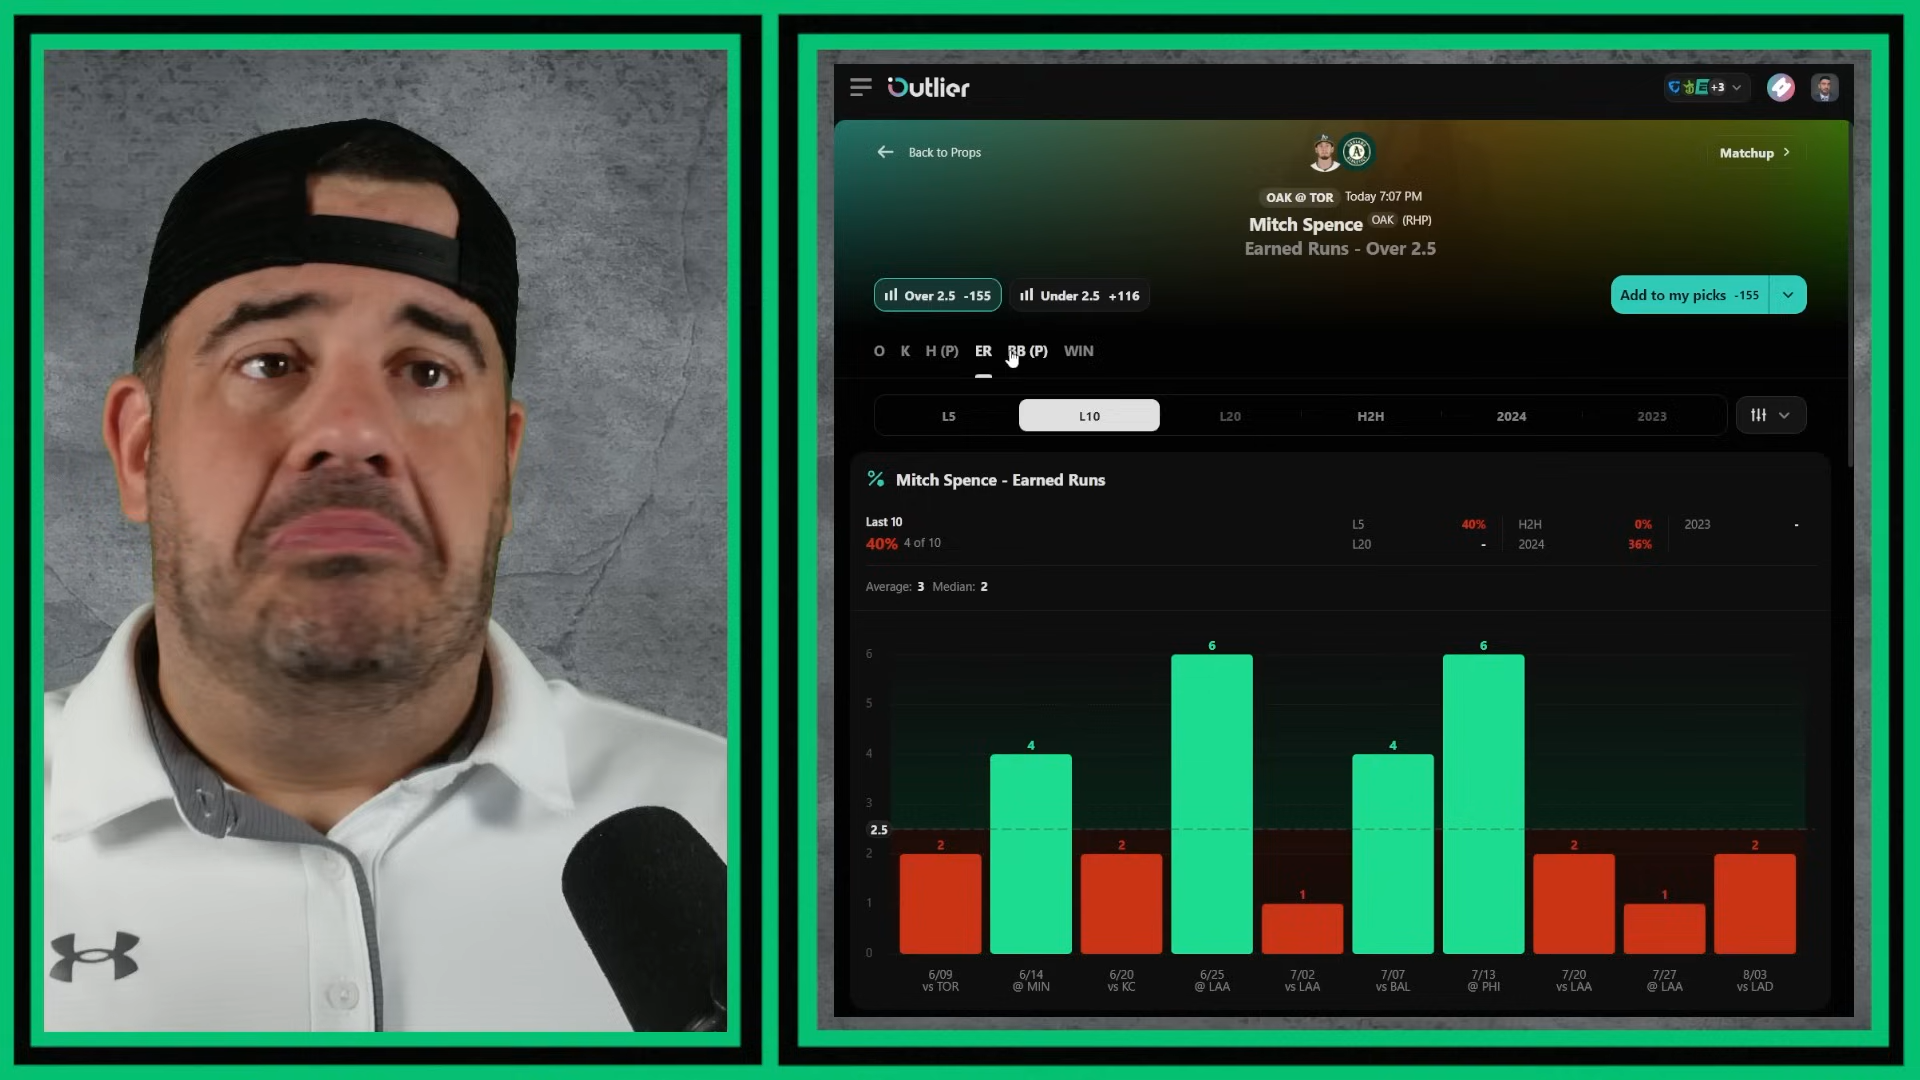 Outlier
+3
Back to Props
Matchup
OAK @ TOR Today 7:07 PM
Mitch Spence OAK (RHP)
Earned Runs - Over 2.5
Over 2.5 -155
Under 2.5 +116
Add to my picks -155
O K H (P) ER BB (P) WIN
L5 L10 L20 H2H 2024 2023
Mitch Spence - Earned Runs
Last 10
40% 4 of 10
L5 40% H2H 0% 2023 -
L20 - 2024 36%
Average: 3 Median: 2
6
5
4
3
2.5
2
1
0
2 4 2 6 1 4 6 2 1 2
6/09 6/14 6/20 6/25 7/02 7/07 7/13 7/20 7/27 8/03
vs TOR @ MIN vs KC @ LAA vs LAA vs BAL @ PHI vs LAA @ LAA vs LAD